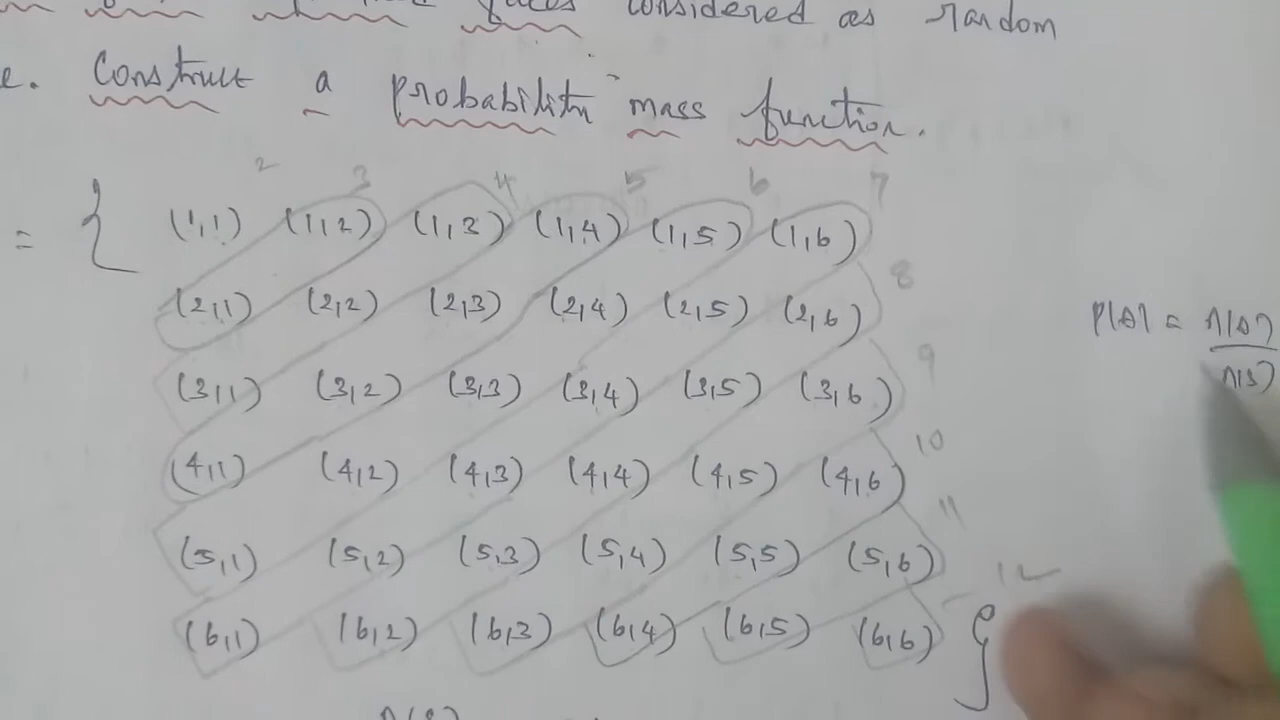 faces considered as random
e. Construct a probability mass function.
2 3 4 5 6 7
= { (1,1) (1,2) (1,3) (1,4) (1,5) (1,6)
(2,1) (2,2) (2,3) (2,4) (2,5) (2,6) 8
P(A) = n(A)
(3,1) (3,2) (3,3) (3,4) (3,5) (3,6) 9
n(S)
(4,1) (4,2) (4,3) (4,4) (4,5) (4,6) 10
(5,1) (5,2) (5,3) (5,4) (5,5) (5,6) 11
(6,1) (6,2) (6,3) (6,4) (6,5) (6,6) } 12
n(S)